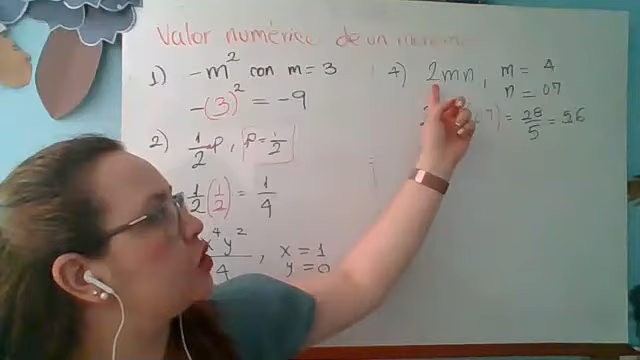 Valor numérico de un
1) -m² con m = 3
-(3)² = -9
2) 1/2 p, p = 1/2
1/2 (1/2) = 1/4
x⁴y²/4, x = 1
y = 0
4) 2mn, m = 4
n = 07
= 28/5 = 56